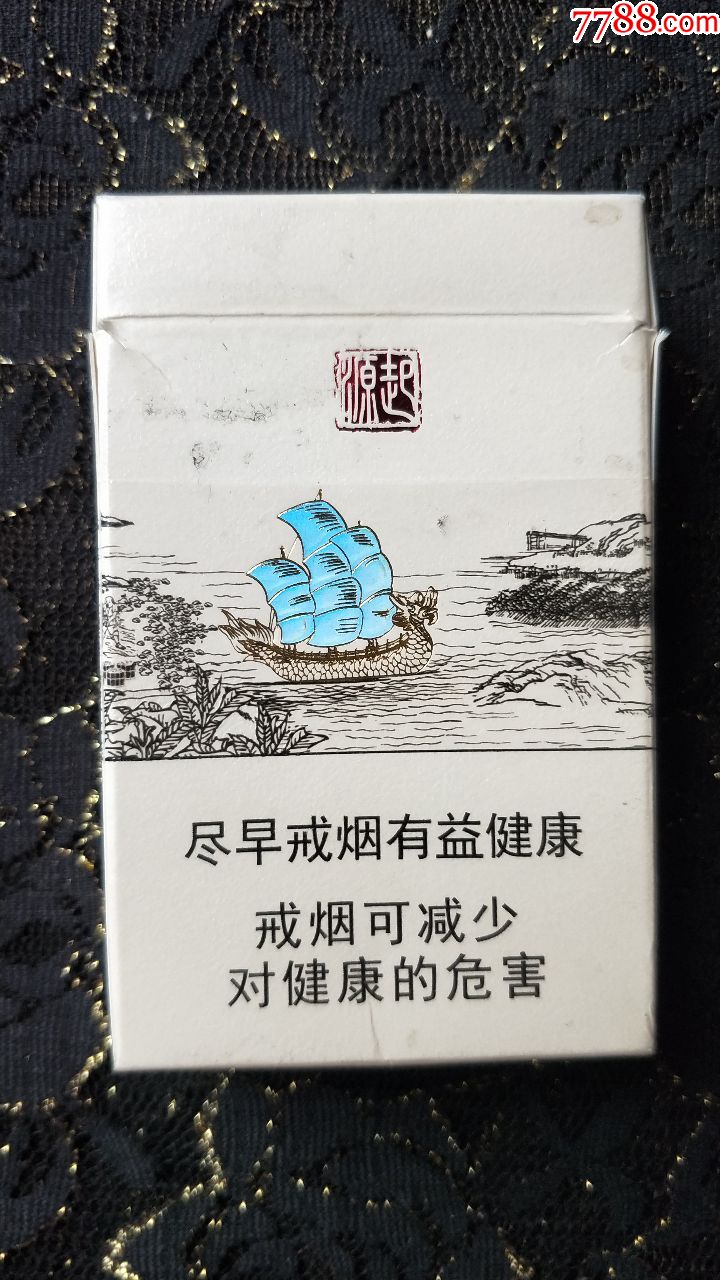 7788.com
起源
尽早戒烟有益健康
戒烟可减少
对健康的危害